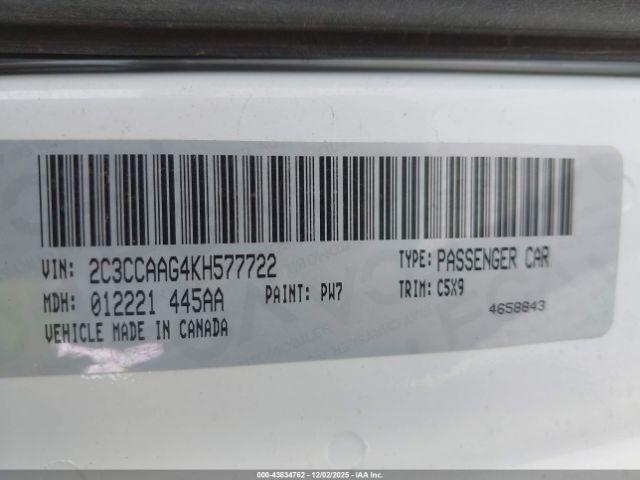 VIN: 2C3CCAAG4KH577722 TYPE: PASSENGER CAR
MDH: 012221 445AA PAINT: PW7 TRIM: C5X9
VEHICLE MADE IN CANADA 4658843
000-43834762 | 12/02/2025 - IAA Inc.